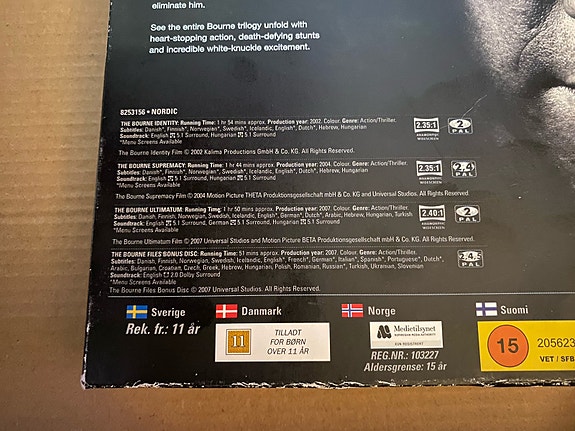 eliminate him.
See the entire Bourne trilogy unfold with
heart-stopping action, death-defying stunts
and incredible white-knuckle excitement.
8253156 • NORDIC
THE BOURNE IDENTITY: Running Time: 1 hr 54 mins approx. Production year: 2002. Colour. Genre: Action/Thriller.
Subtitles: Danish*, Finnish*, Norwegian*, Swedish*, Icelandic, English*, Dutch*, Hebrew, Hungarian
Soundtrack: English 5.1 Surround, Hungarian 5.1 Surround
*Menu Screens Available
The Bourne Identity Film © 2002 Kalima Productions GmbH & Co, KG. All Rights Reserved.
2.35:1
ANAMORPHIC
WIDESCREEN
2
PAL
THE BOURNE SUPREMACY: Running Time: 1 hr 44 mins approx. Production year: 2004. Colour. Genre: Action/Thriller.
Subtitles: Danish*, Finnish*, Norwegian*, Swedish*, Icelandic, English*, Dutch*, Hebrew, Hungarian
Soundtrack: English 5.1 Surround, Hungarian 5.1 Surround
*Menu Screens Available
The Bourne Supremacy Film © 2004 Motion Picture THETA Produktionsgesellschaft mbH & Co, KG and Universal Studios. All Rights Reserved
2.35:1
ANAMORPHIC
WIDESCREEN
2.4
PAL
THE BOURNE ULTIMATUM: Running Time: 1 hr 50 mins approx. Production year: 2007. Colour. Genre: Action/Thriller.
Subtitles: Danish, Finnish, Norwegian, Swedish, Icelandic, English*, German*, Dutch*, Arabic, Hebrew, Hungarian, Turkish
Soundtrack: English 5.1 Surround, German 5.1 Surround, Hungarian 5.1 Surround
*Menu Screens Available
The Bourne Ultimatum Film © 2007 Universal Studios and Motion Picture BETA Produktionsgesellschaft mbH & Co, KG. All Rights Reserved.
2.40:1
ANAMORPHIC
WIDESCREEN
2
PAL
THE BOURNE FILES BONUS DISC: Running Time: 51 mins approx. Production year: 2007. Colour.
Subtitles: Danish, Finnish, Norwegian, Swedish, Icelandic, English*, French*, German*, Italian*, Spanish*, Portuguese*, Dutch*,
Arabic, Bulgarian, Croatian, Czech, Greek, Hebrew, Hungarian, Polish, Romanian, Russian*, Turkish, Ukrainian, Slovenian
Soundtrack: English 2.0 Dolby Surround
*Menu Screens Available
The Bourne Files Bonus Disc © 2007 Universal Studios. All Rights Reserved.
2.4.5
PAL
Sverige
Rek. fr.: 11 år
Danmark
11
TILLADT
FOR BØRN
OVER 11 ÅR
Norge
Medietilsynet
NORWEGIAN MEDIA AUTHORITY
REG.NR.: 103227
Aldersgrense: 15 år
Suomi
15
205623
VET / SFB